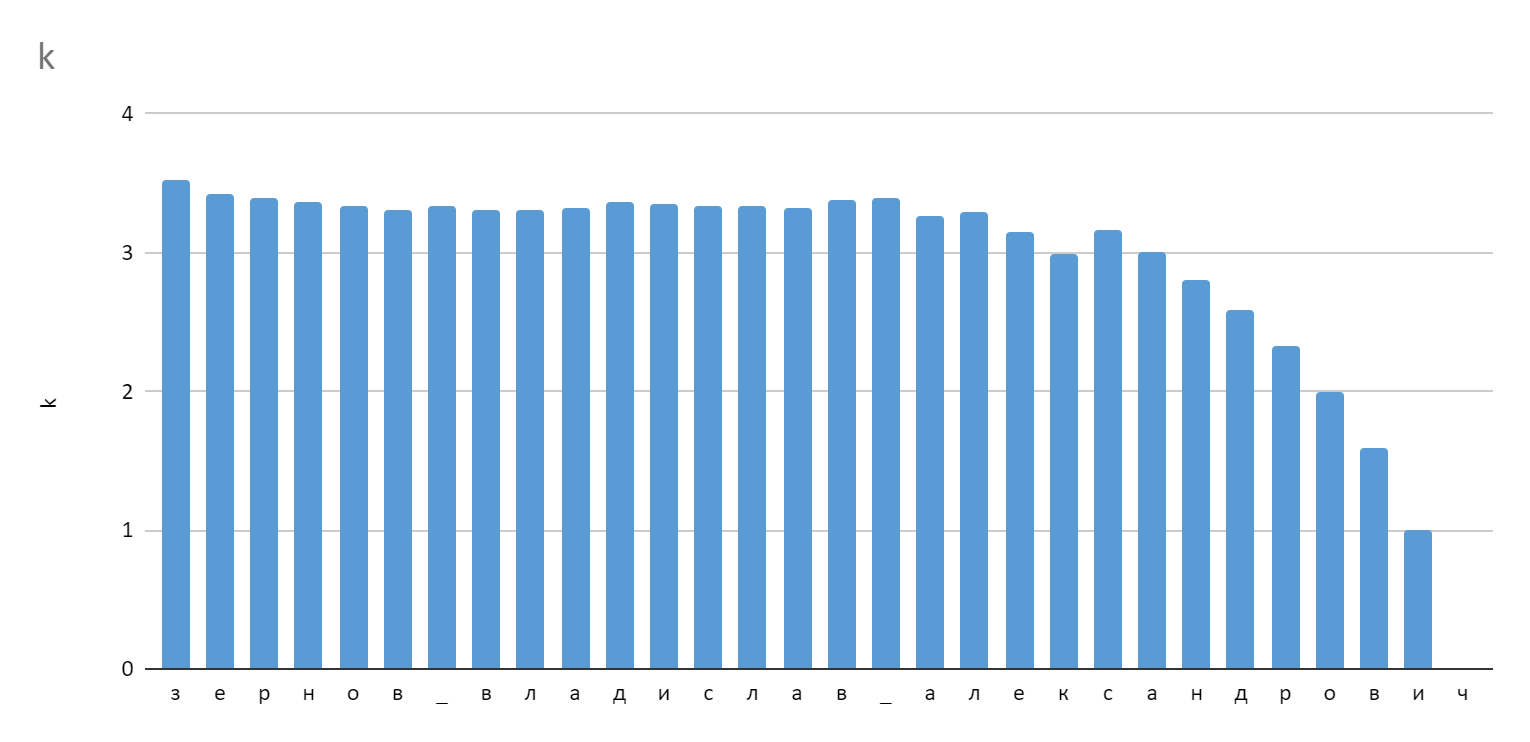 k
4
3
2
1
0
k
з е р н о в _ в л а д и с л а в _ а л е к с а н д р о в и ч